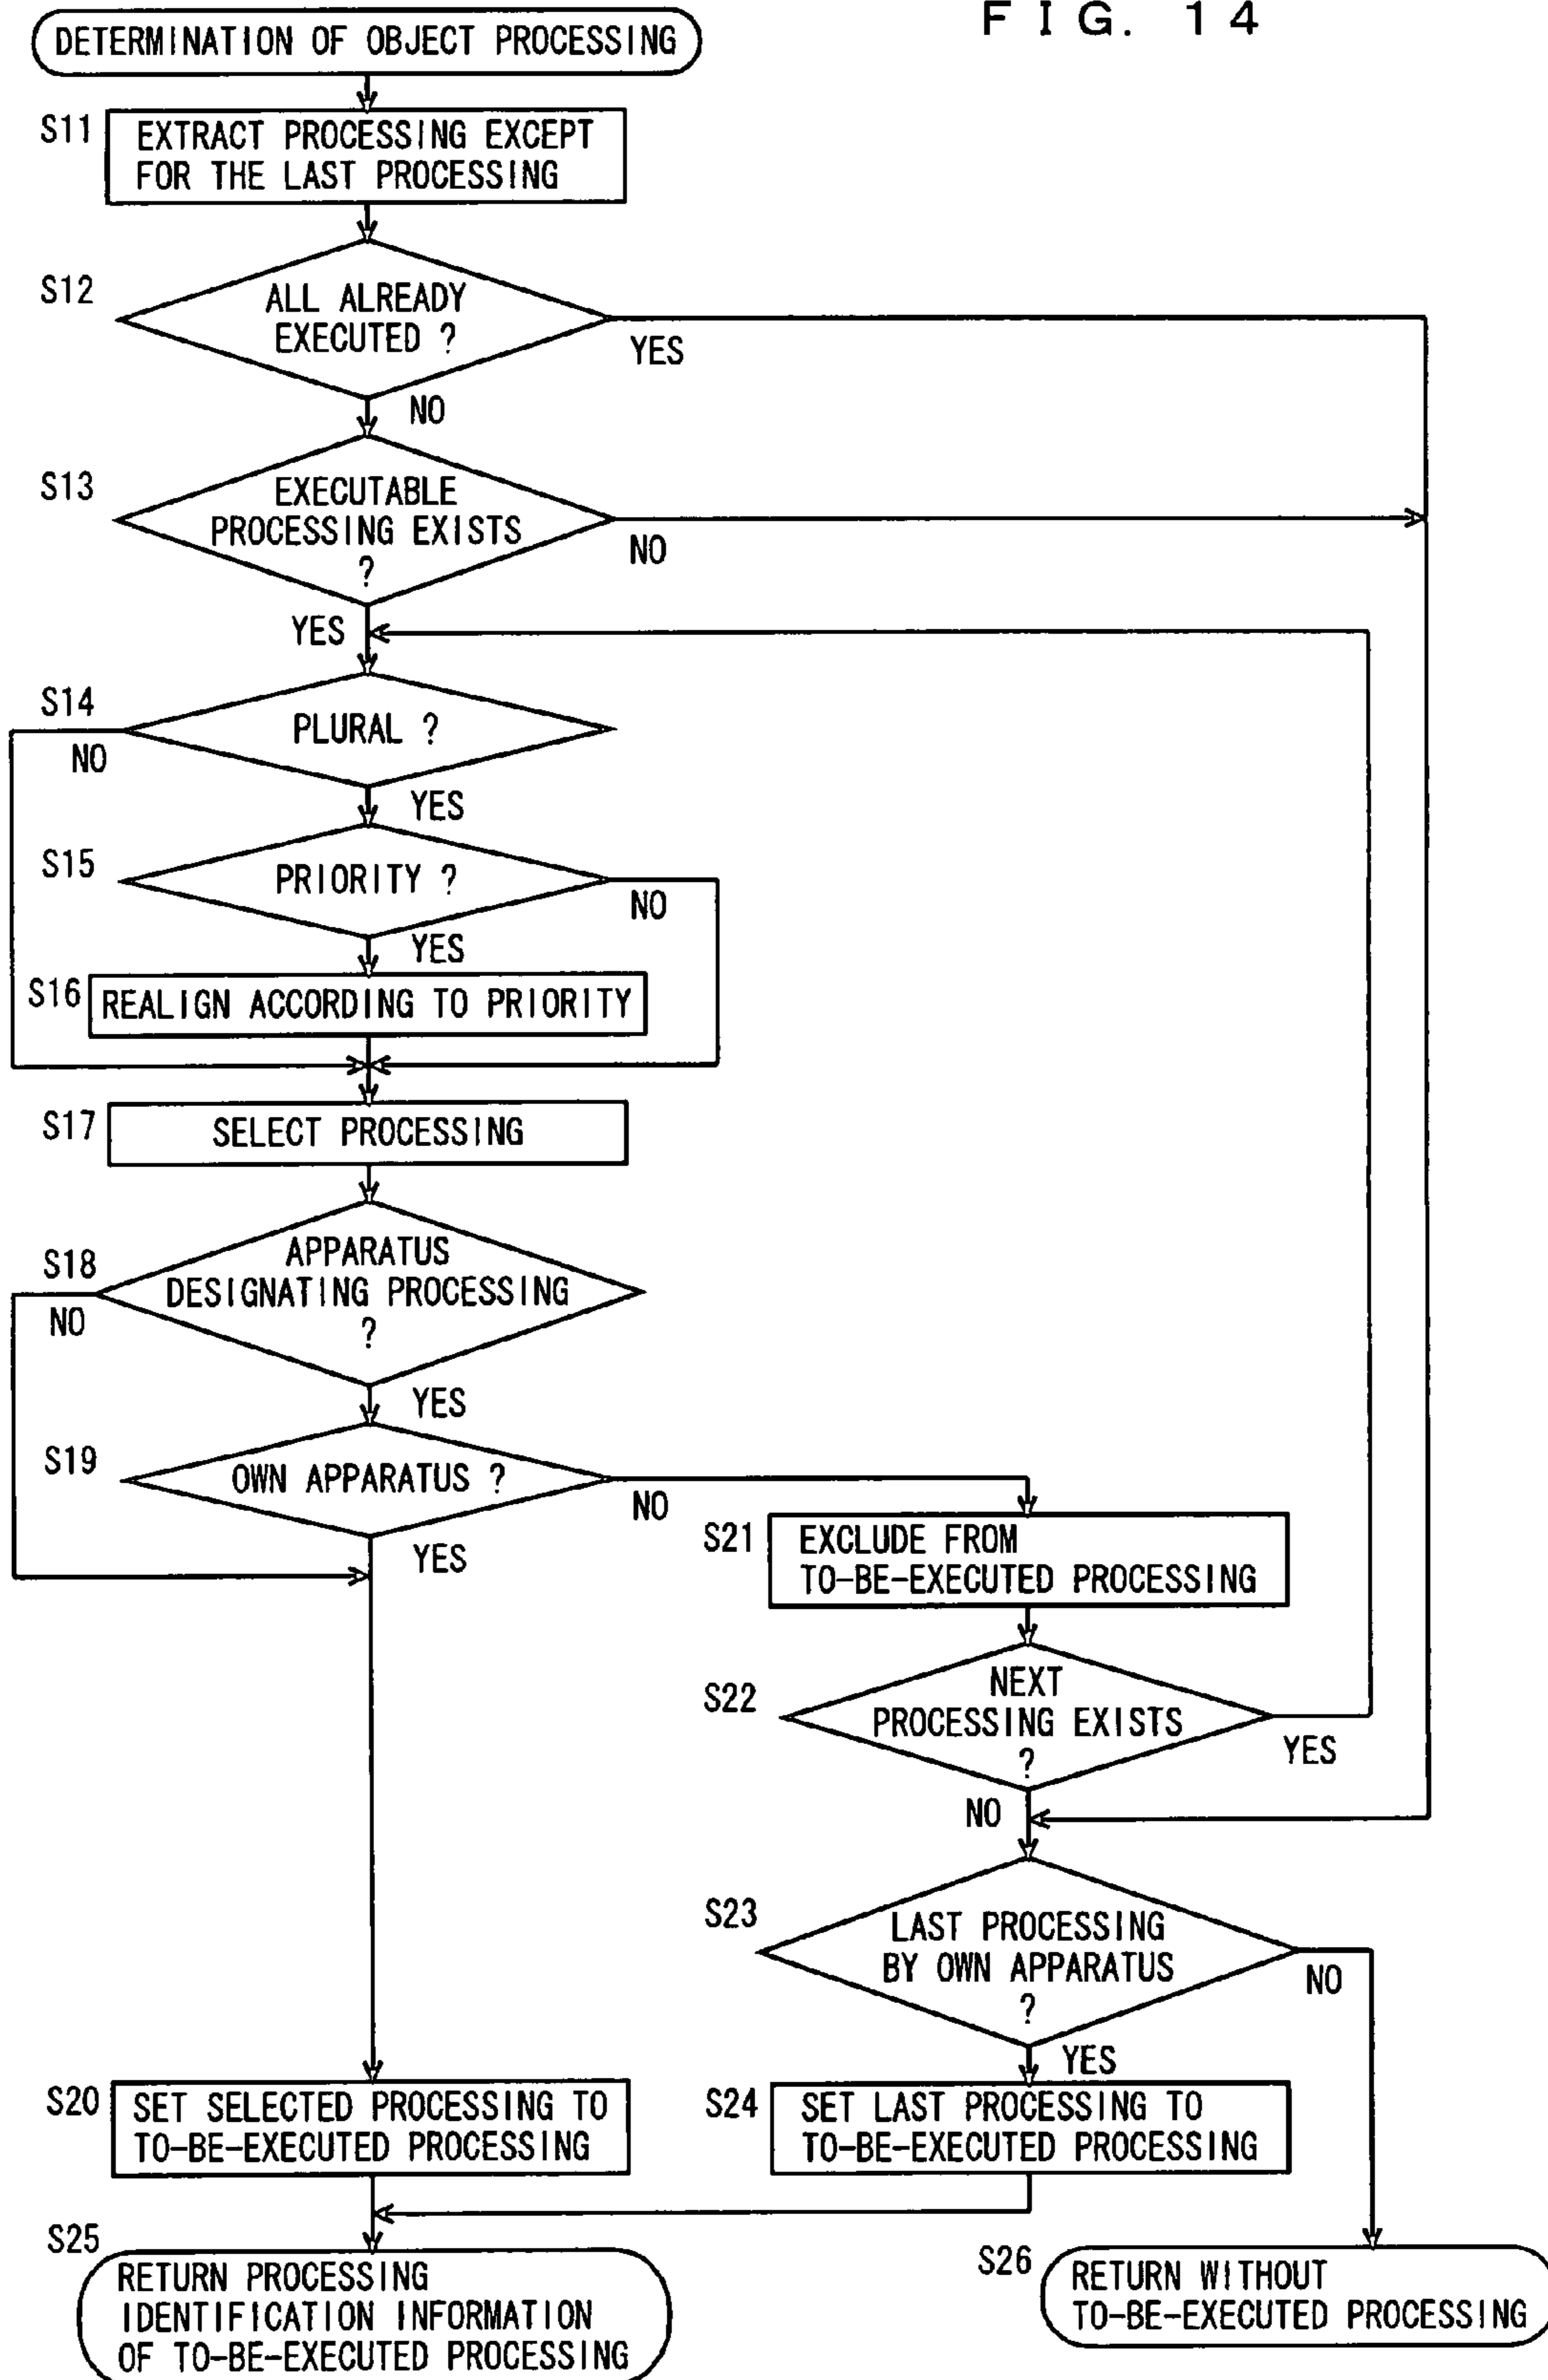 FIG. 14
DETERMINATION OF OBJECT PROCESSING
S11
EXTRACT PROCESSING EXCEPT
FOR THE LAST PROCESSING
S12
ALL ALREADY
EXECUTED ?
YES
NO
S13
EXECUTABLE
PROCESSING EXISTS
?
NO
YES
S14
PLURAL ?
NO
YES
S15
PRIORITY ?
NO
YES
S16
REALIGN ACCORDING TO PRIORITY
S17
SELECT PROCESSING
S18
APPARATUS
DESIGNATING PROCESSING
?
NO
YES
S19
OWN APPARATUS ?
NO
YES
S21
EXCLUDE FROM
TO-BE-EXECUTED PROCESSING
S22
NEXT
PROCESSING EXISTS
?
YES
NO
S23
LAST PROCESSING
BY OWN APPARATUS
?
NO
YES
S20
SET SELECTED PROCESSING TO
TO-BE-EXECUTED PROCESSING
S24
SET LAST PROCESSING TO
TO-BE-EXECUTED PROCESSING
S25
RETURN PROCESSING
IDENTIFICATION INFORMATION
OF TO-BE-EXECUTED PROCESSING
S26
RETURN WITHOUT
TO-BE-EXECUTED PROCESSING